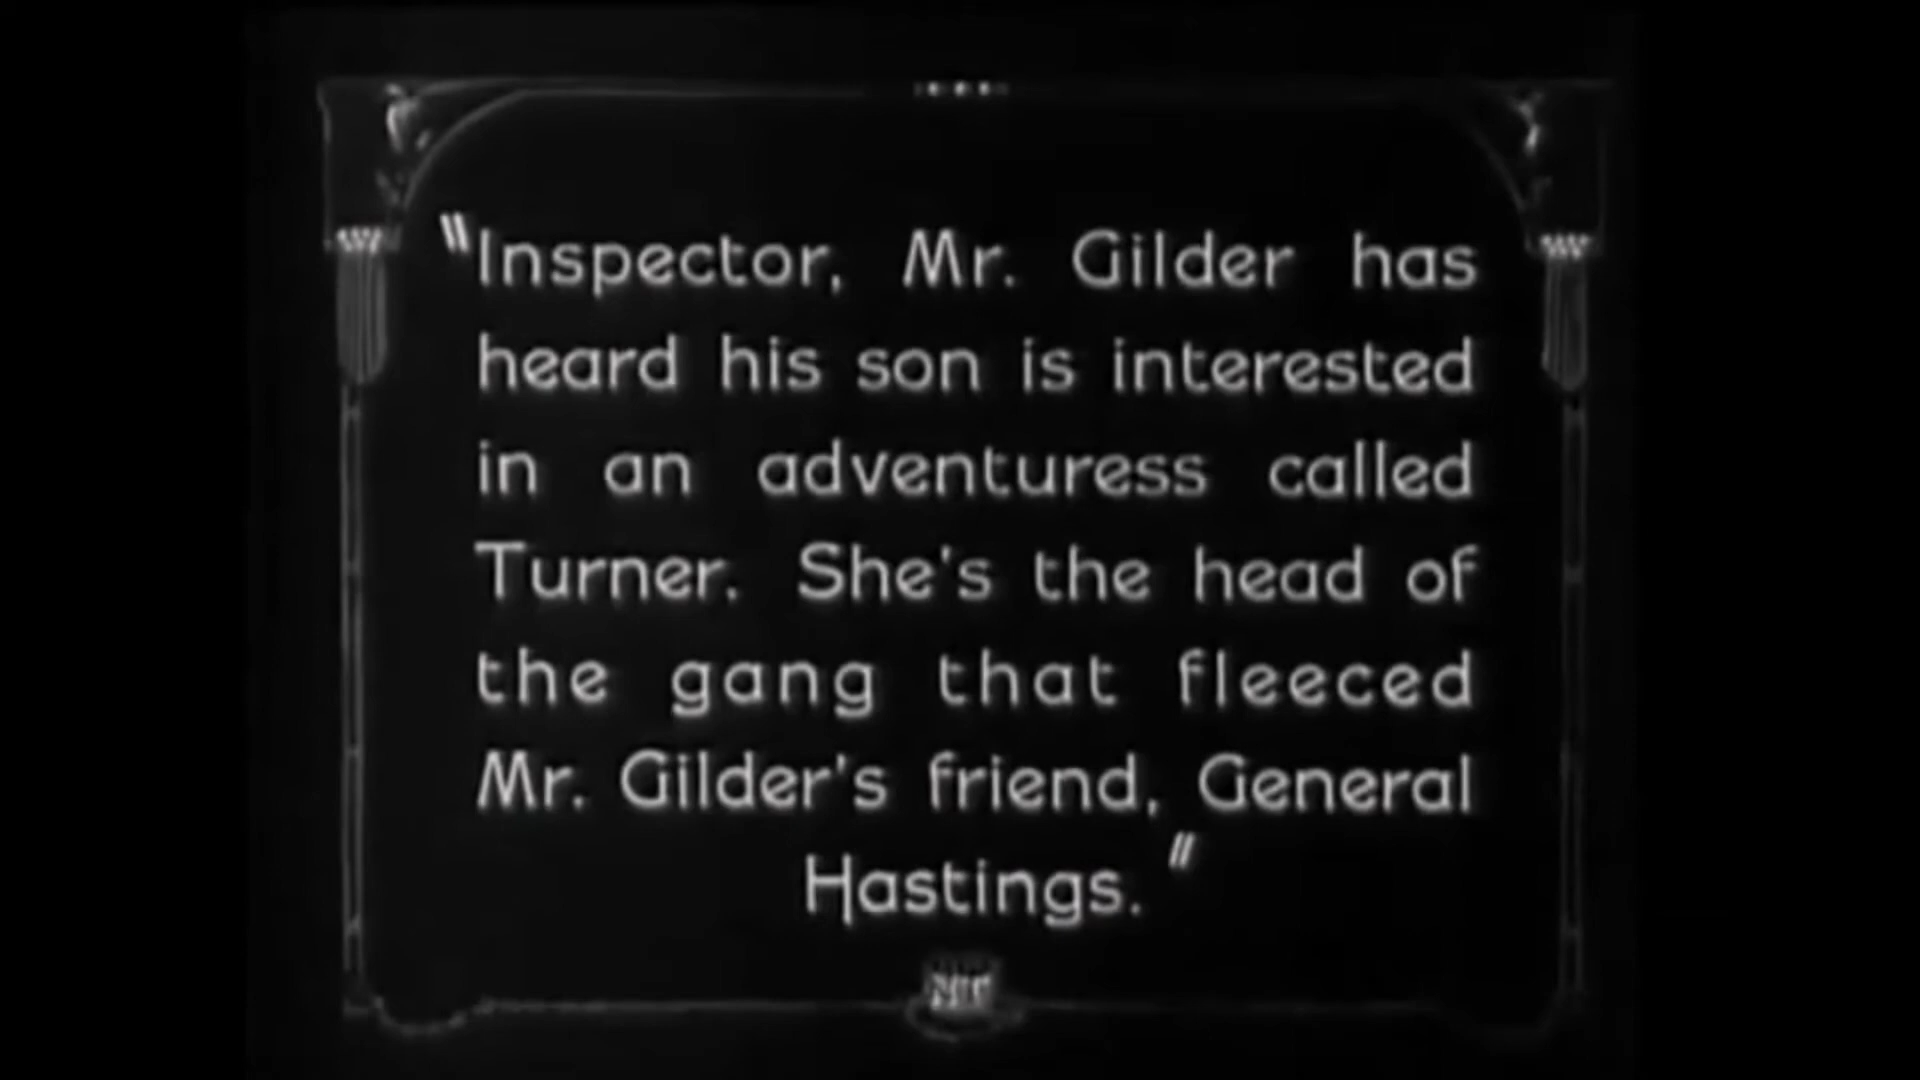 "Inspector, Mr. Gilder has
heard his son is interested
in an adventuress called
Turner. She's the head of
the gang that fleeced
Mr. Gilder's friend, General
Hastings."